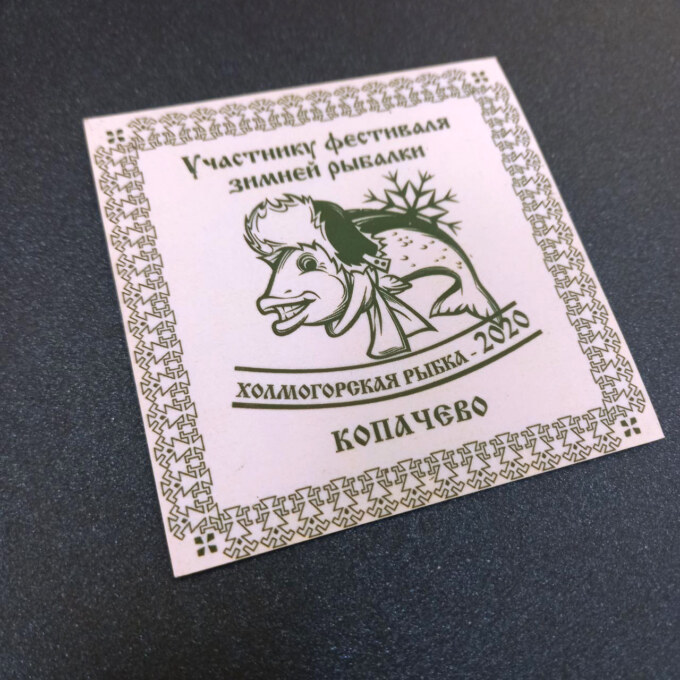 Участнику фестиваля
зимней рыбалки
ХОЛМОГОРСКАЯ РЫБКА - 2020
КОПАЧЕВО